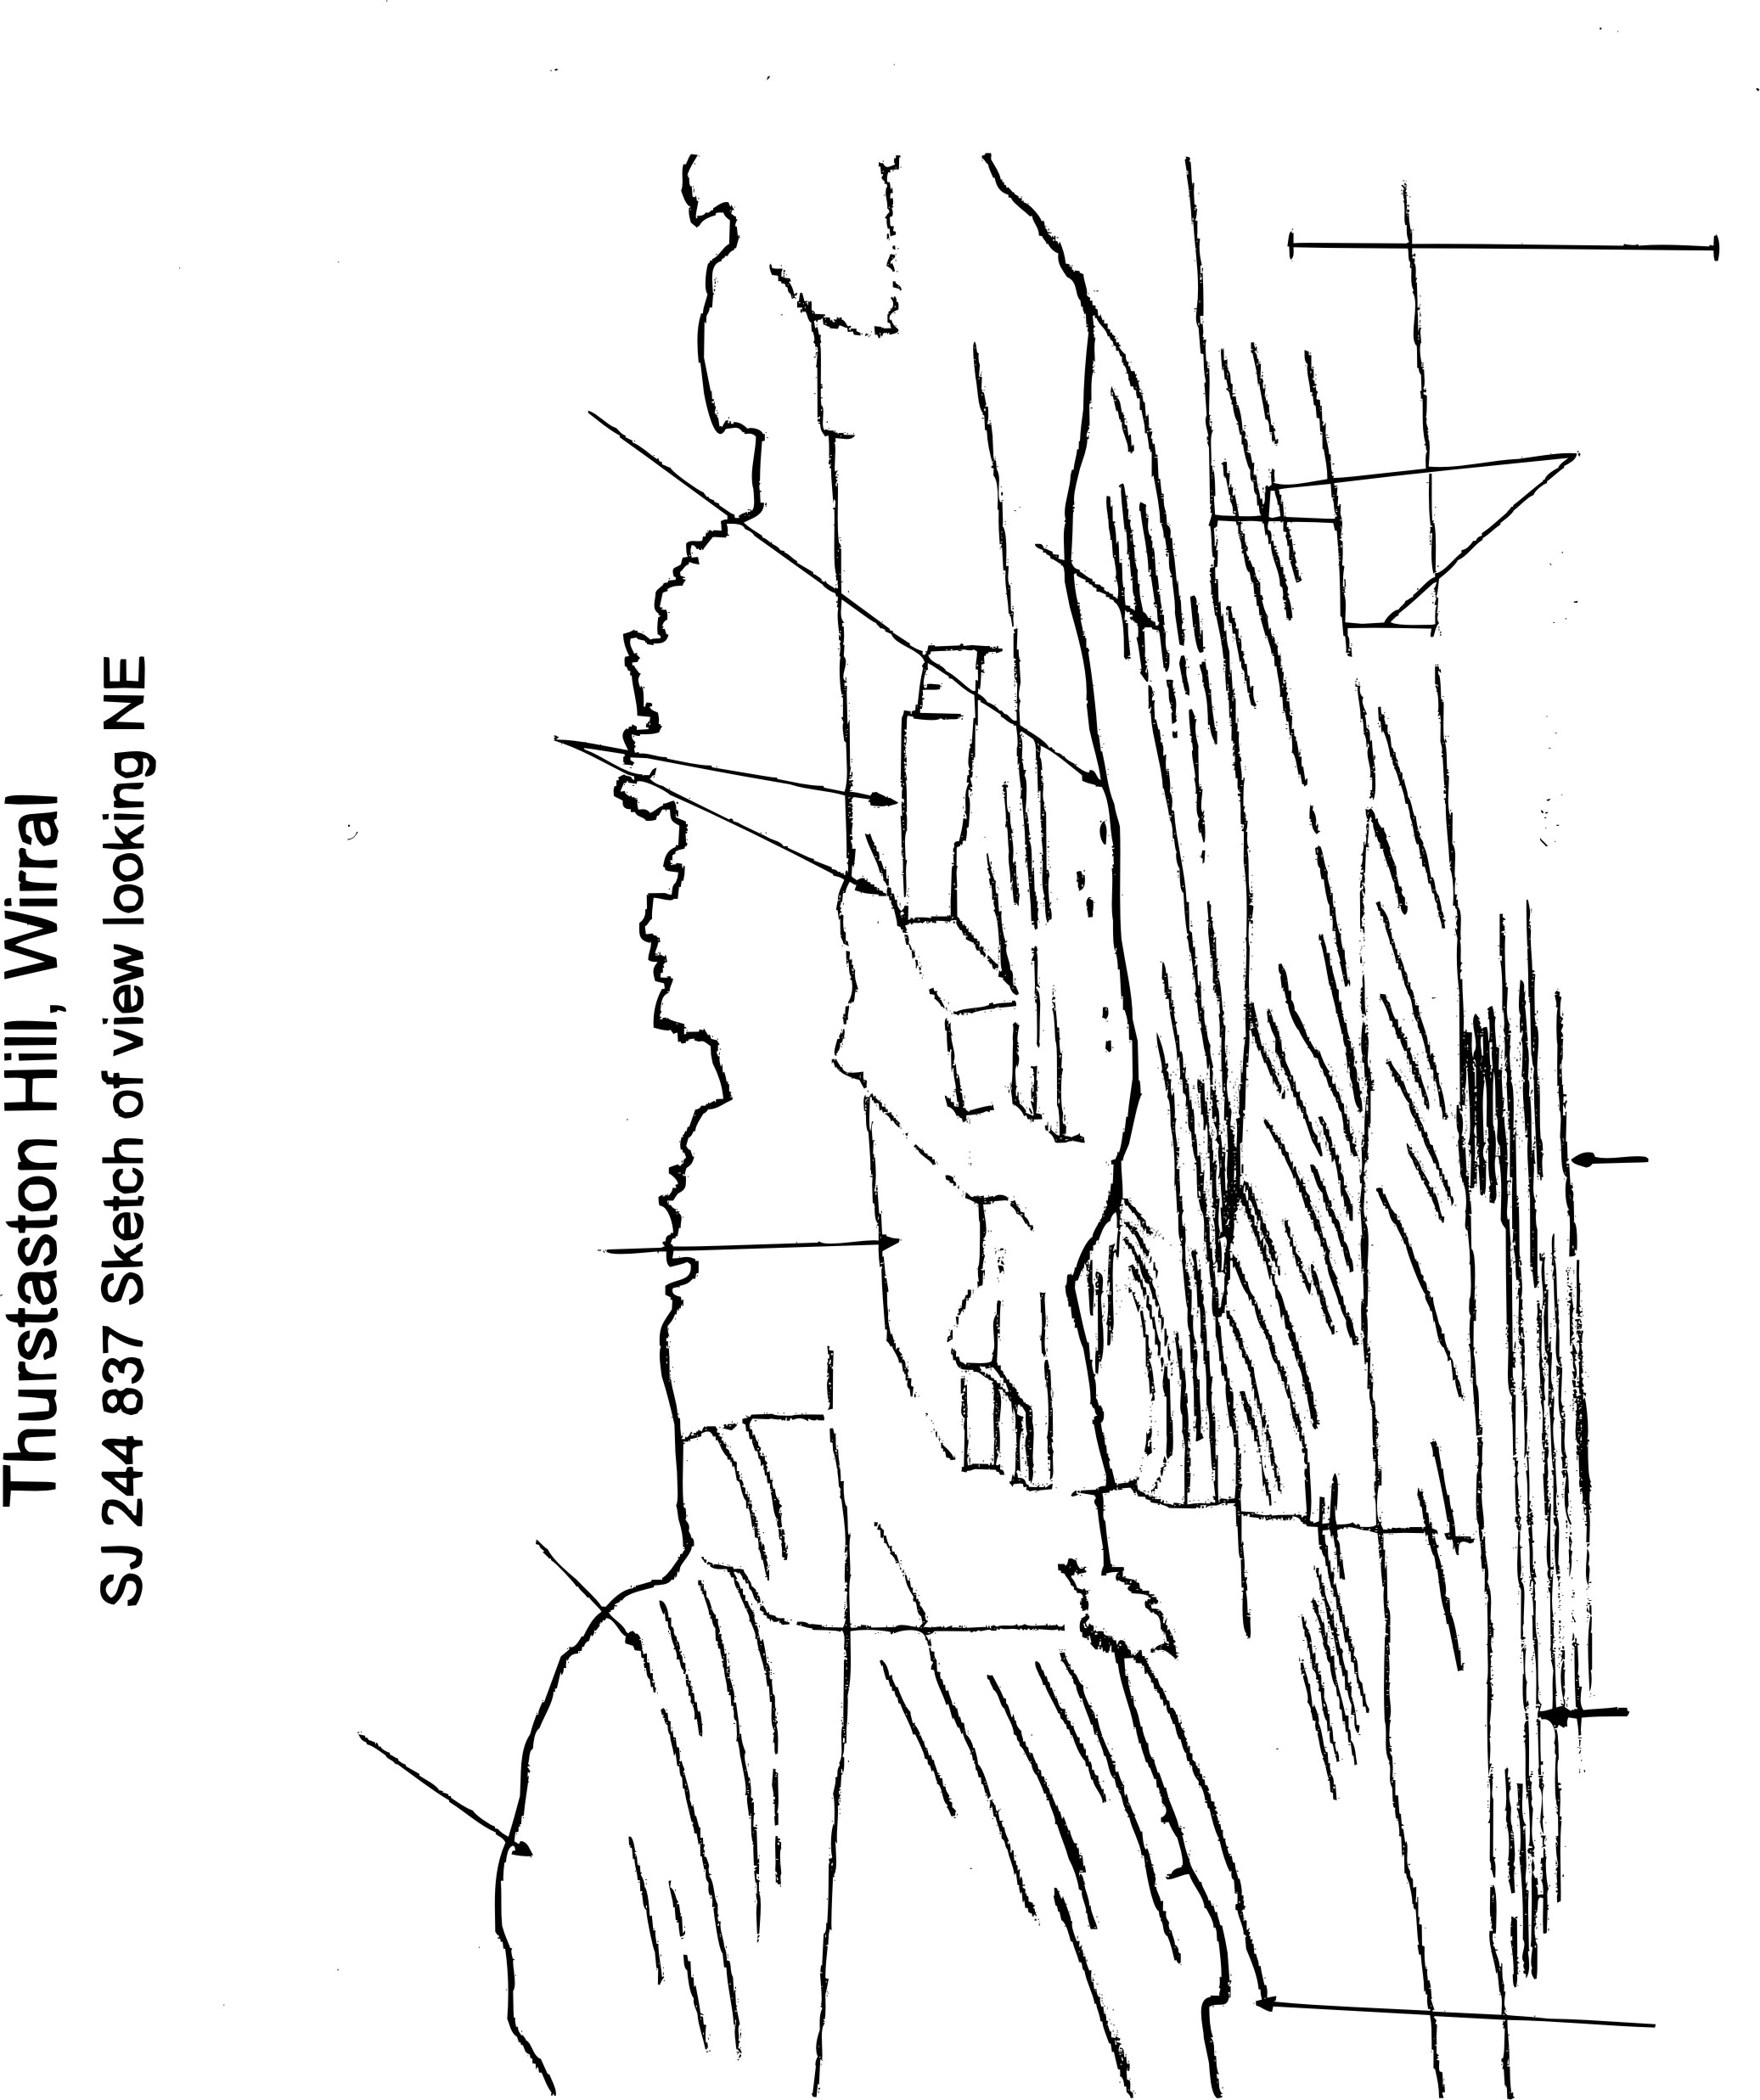 Thurstaston Hill, Wirral
SJ 244 837 Sketch of view looking NE